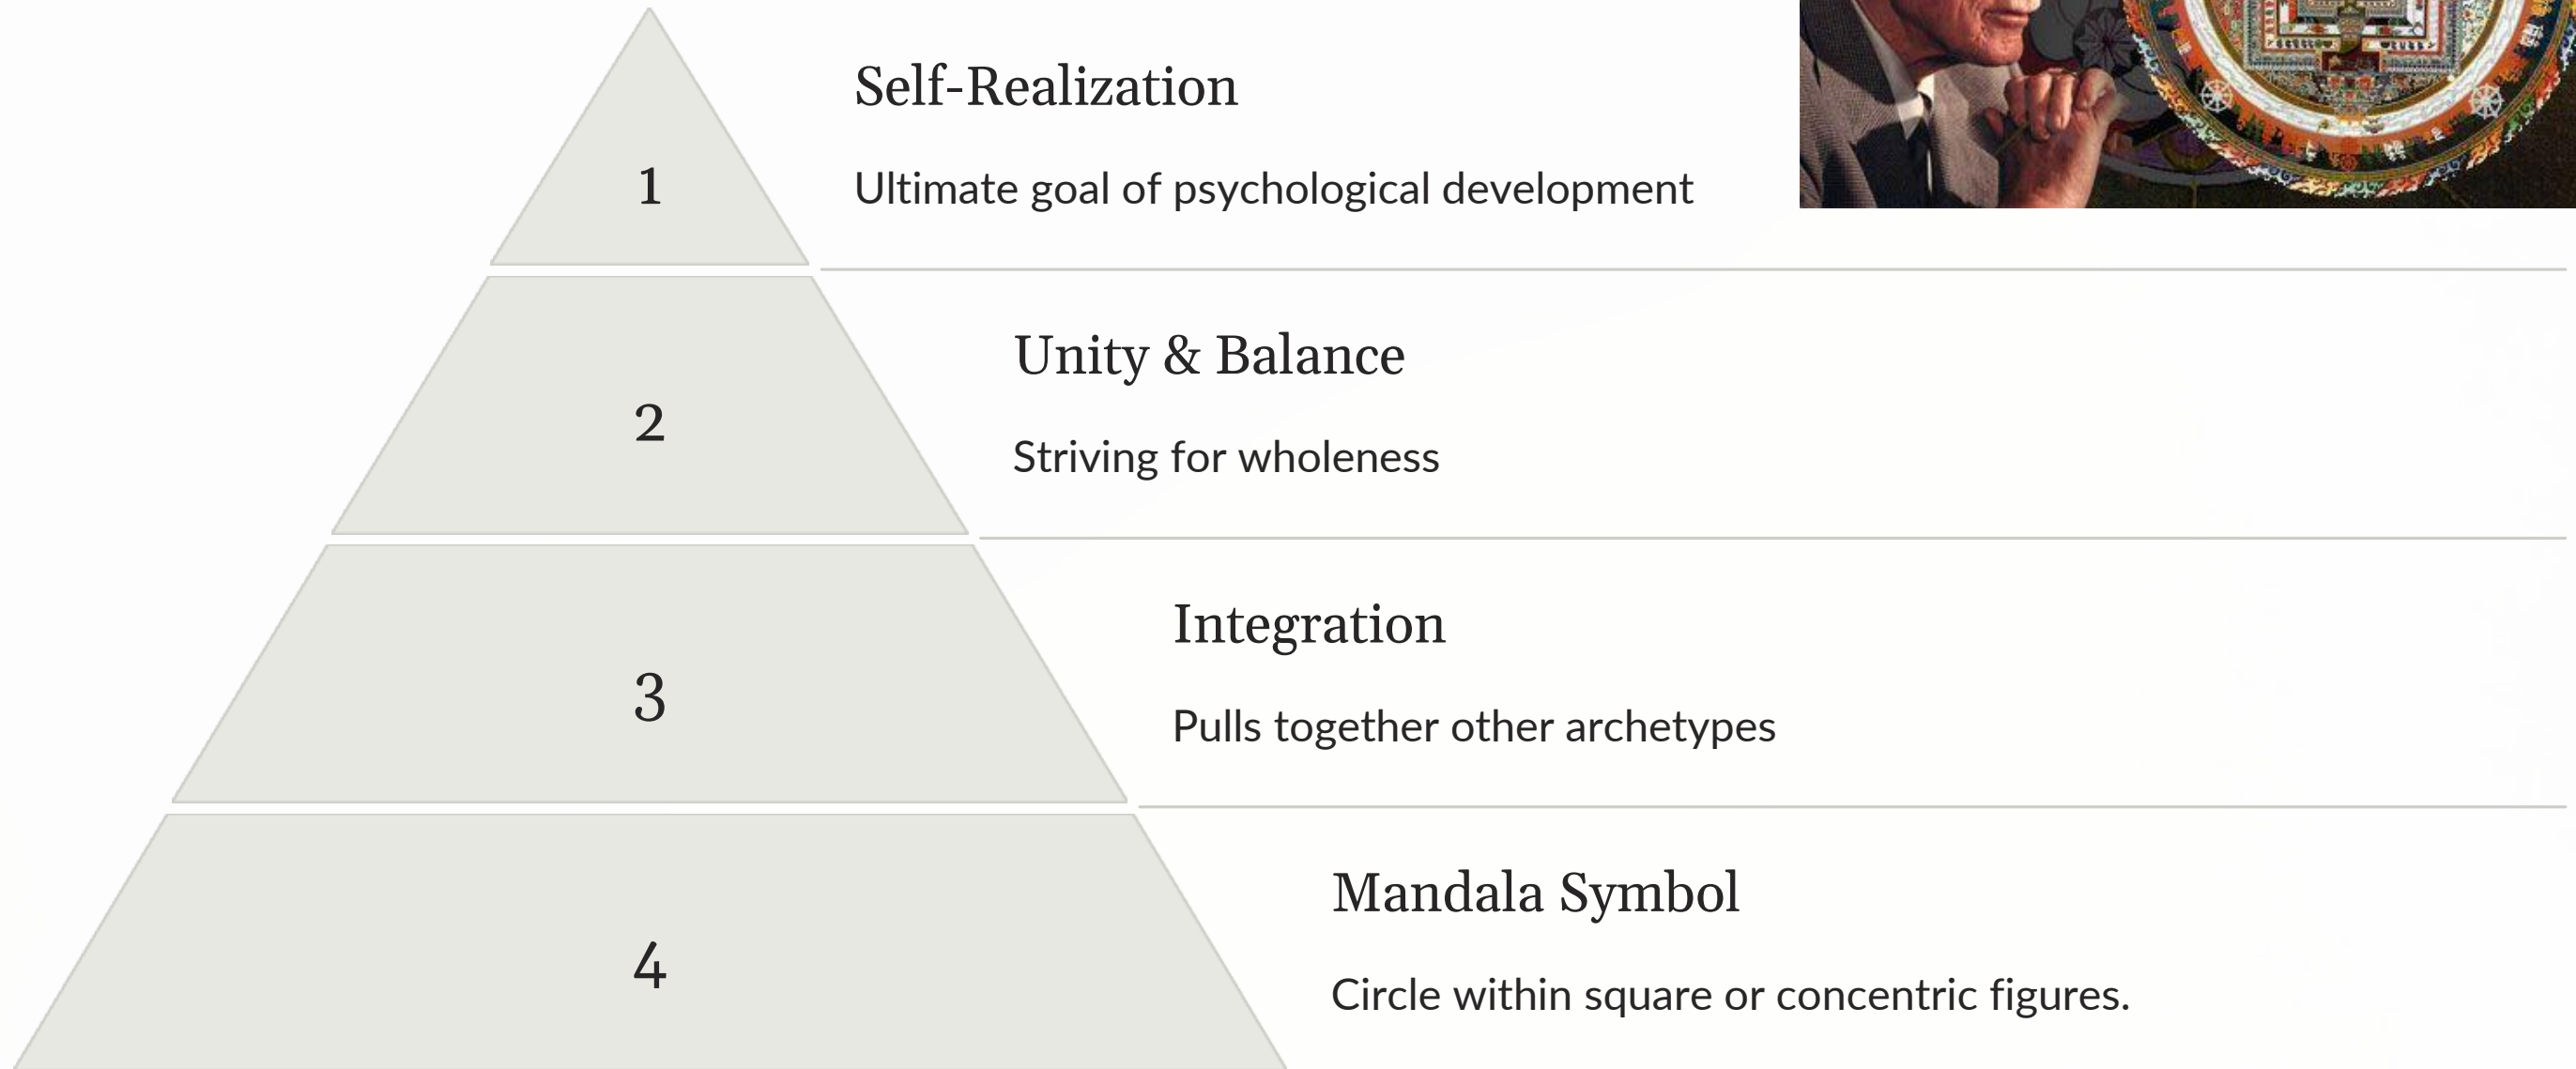 Self-Realization
1
Ultimate goal of psychological development
Unity & Balance
2
Striving for wholeness
Integration
3
Pulls together other archetypes
Mandala Symbol
4
Circle within square or concentric figures.